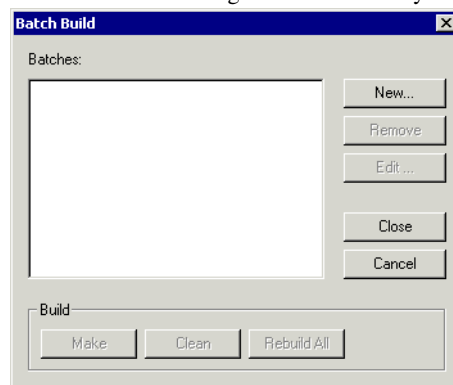 Batch Build
Batches:
New...
Remove
Edit ...
Close
Cancel
Build
Make
Clean
Rebuild All